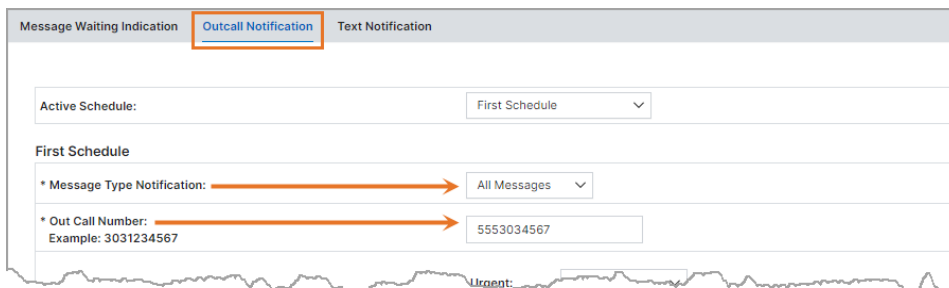 Message Waiting Indication Outcall Notification Text Notification
Active Schedule: First Schedule
First Schedule
* Message Type Notification: All Messages
* Out Call Number: 5553034567
Example: 3031234567
Urgent: